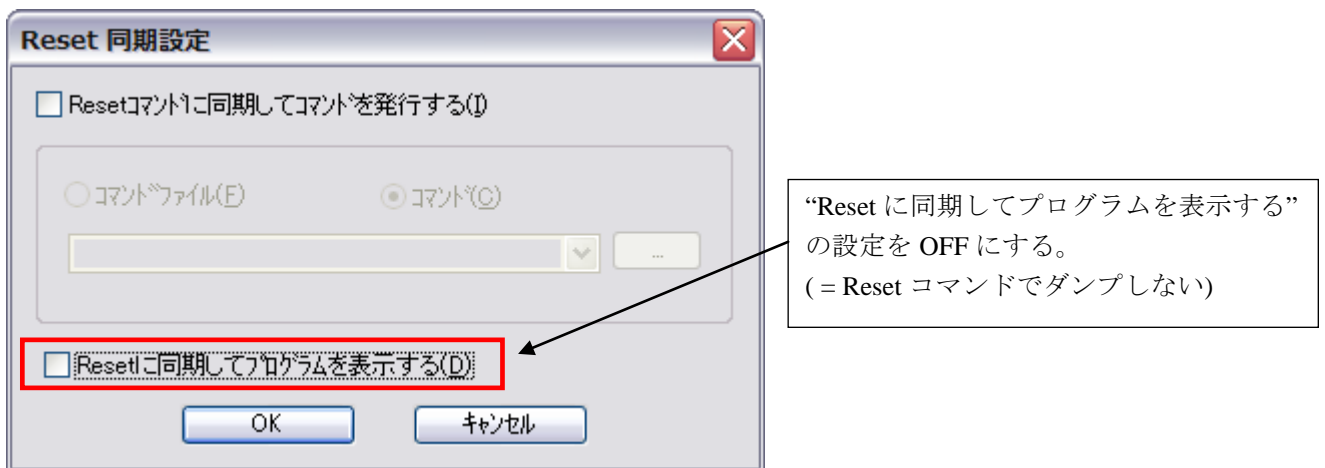 Reset 同期設定
Resetコマンドに同期してコマンドを発行する(I)
コマンドファイル(F)
コマンド(C)
...
“Reset に同期してプログラムを表示する”
の設定を OFF にする。
( = Reset コマンドでダンプしない)
Resetに同期してプログラムを表示する(D)
OK
キャンセル